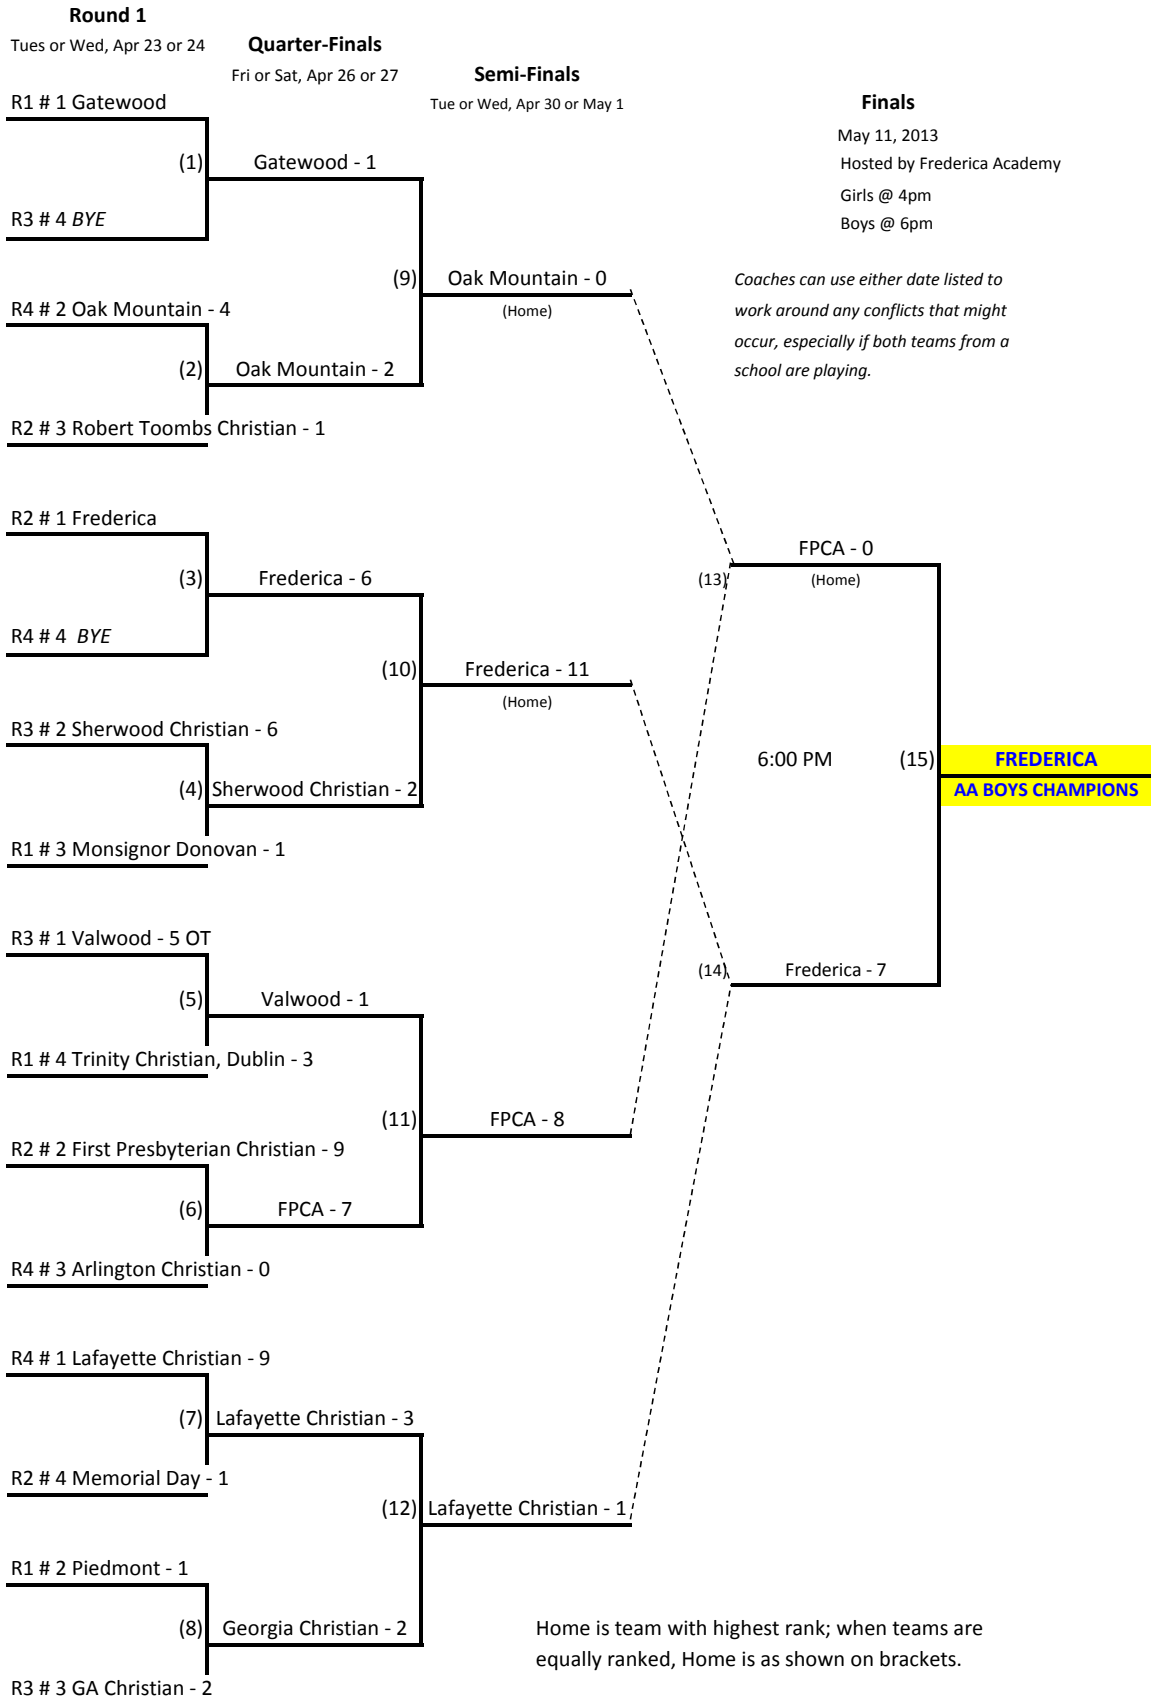 Round 1
Tues or Wed, Apr 23 or 24
Quarter-Finals
Fri or Sat, Apr 26 or 27
Semi-Finals
Tue or Wed, Apr 30 or May 1
Finals
May 11, 2013
Hosted by Frederica Academy
Girls @ 4pm
Boys @ 6pm
Coaches can use either date listed to
work around any conflicts that might
occur, especially if both teams from a
school are playing.
R1 # 1 Gatewood
(1)
Gatewood - 1
R3 # 4 BYE
(9)
Oak Mountain - 0
(Home)
R4 # 2 Oak Mountain - 4
(2)
Oak Mountain - 2
R2 # 3 Robert Toombs Christian - 1
R2 # 1 Frederica
(3)
Frederica - 6
R4 # 4 BYE
(10)
Frederica - 11
(Home)
R3 # 2 Sherwood Christian - 6
(4)
Sherwood Christian - 2
R1 # 3 Monsignor Donovan - 1
FPCA - 0
(13)
(Home)
6:00 PM
(15)
FREDERICA
AA BOYS CHAMPIONS
R3 # 1 Valwood - 5 OT
(5)
Valwood - 1
R1 # 4 Trinity Christian, Dublin - 3
(14)
Frederica - 7
(11)
FPCA - 8
R2 # 2 First Presbyterian Christian - 9
(6)
FPCA - 7
R4 # 3 Arlington Christian - 0
R4 # 1 Lafayette Christian - 9
(7)
Lafayette Christian - 3
R2 # 4 Memorial Day - 1
(12)
Lafayette Christian - 1
R1 # 2 Piedmont - 1
(8)
Georgia Christian - 2
R3 # 3 GA Christian - 2
Home is team with highest rank; when teams are
equally ranked, Home is as shown on brackets.